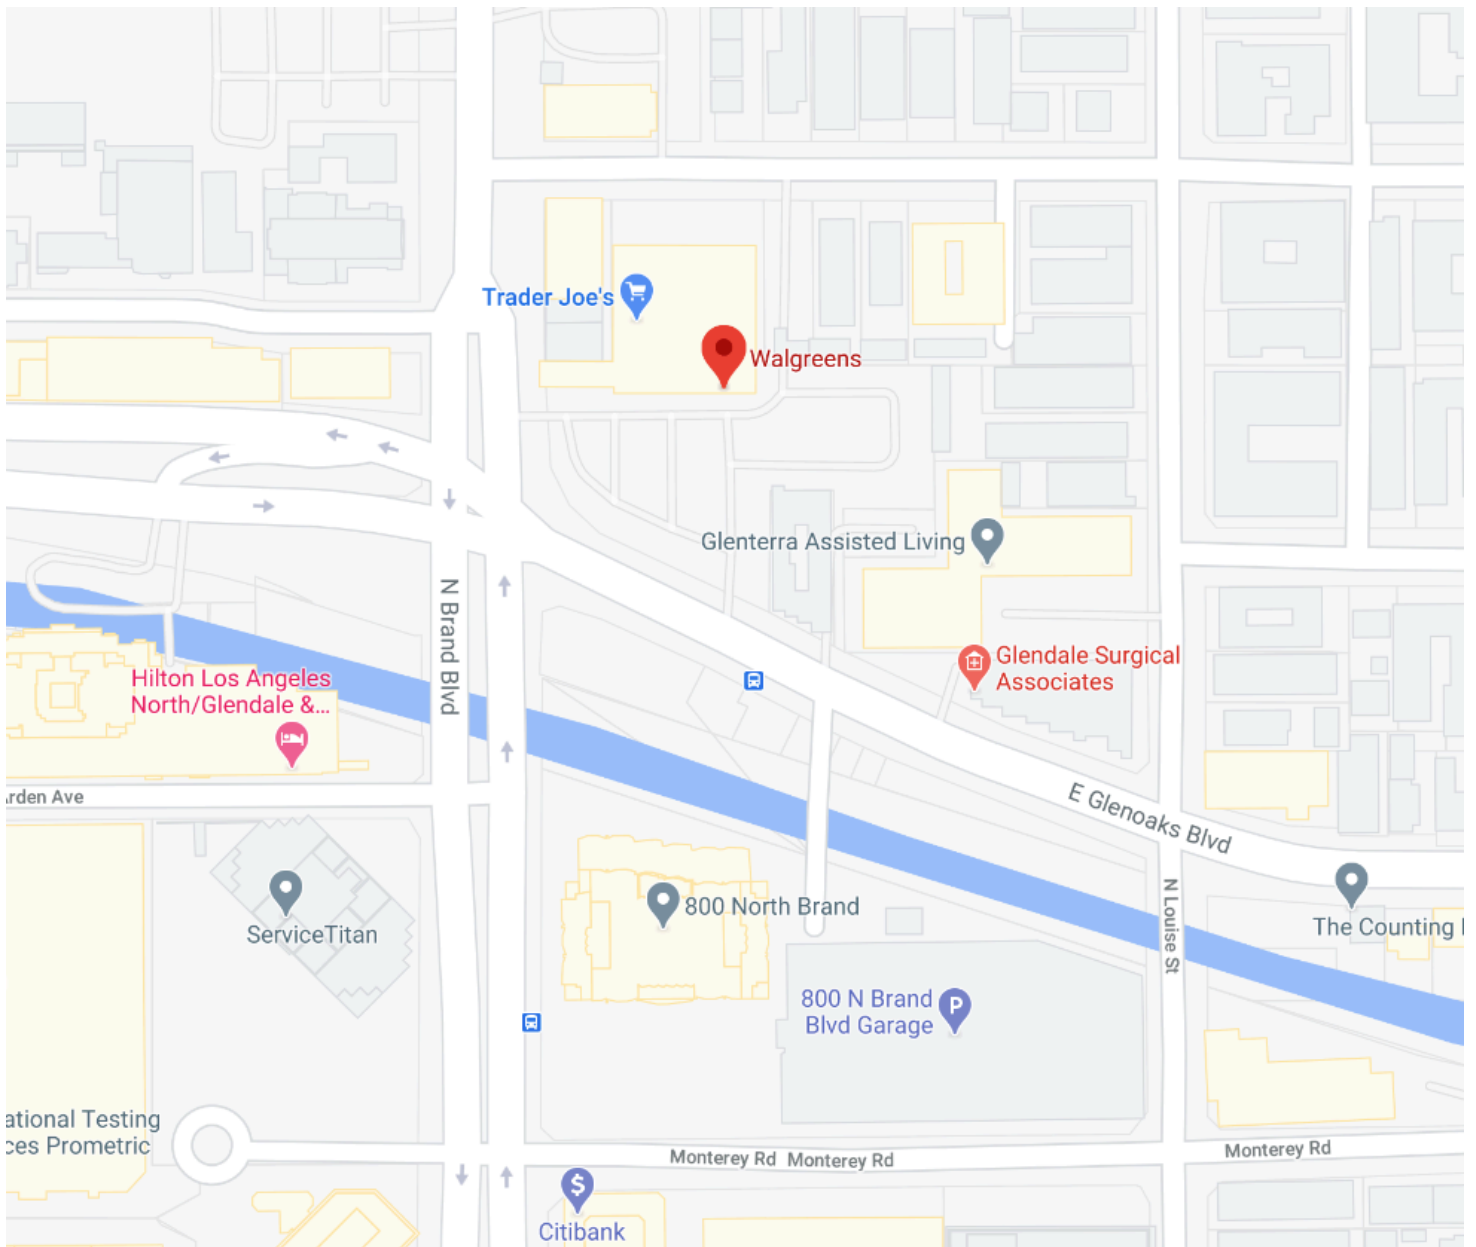 Trader Joe's
Walgreens
Glenterra Assisted Living
N Brand Blvd
Glendale Surgical
Associates
Hilton Los Angeles
North/Glendale &...
Arden Ave
E Glenoaks Blvd
N Louise St
800 North Brand
ServiceTitan
The Counting
800 N Brand
Blvd Garage
P
ational Testing
ces Prometric
Monterey Rd Monterey Rd
Monterey Rd
$
Citibank